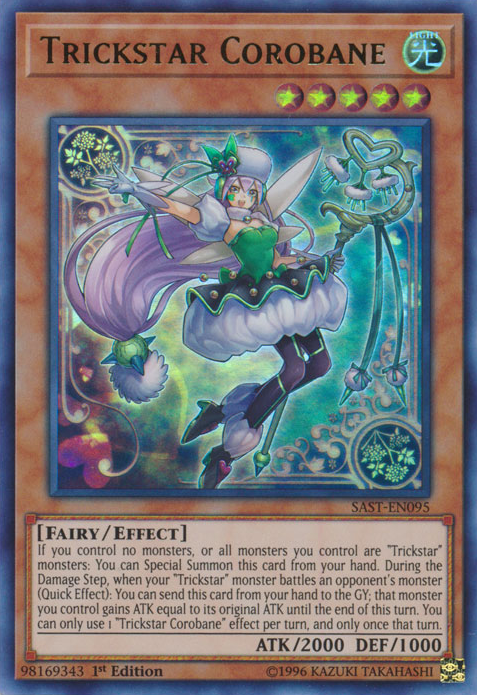 TRICKSTAR COROBANE
LIGHT
光
SAST-EN095
[FAIRY/EFFECT]
If you control no monsters, or all monsters you control are "Trickstar"
monsters: You can Special Summon this card from your hand. During the
Damage Step, when your "Trickstar" monster battles an opponent's monster
(Quick Effect): You can send this card from your hand to the GY; that monster
you control gains ATK equal to its original ATK until the end of this turn. You
can only use 1 "Trickstar Corobane" effect per turn, and only once that turn.
ATK/2000 DEF/1000
98169343 1st Edition ©1996 KAZUKI TAKAHASHI